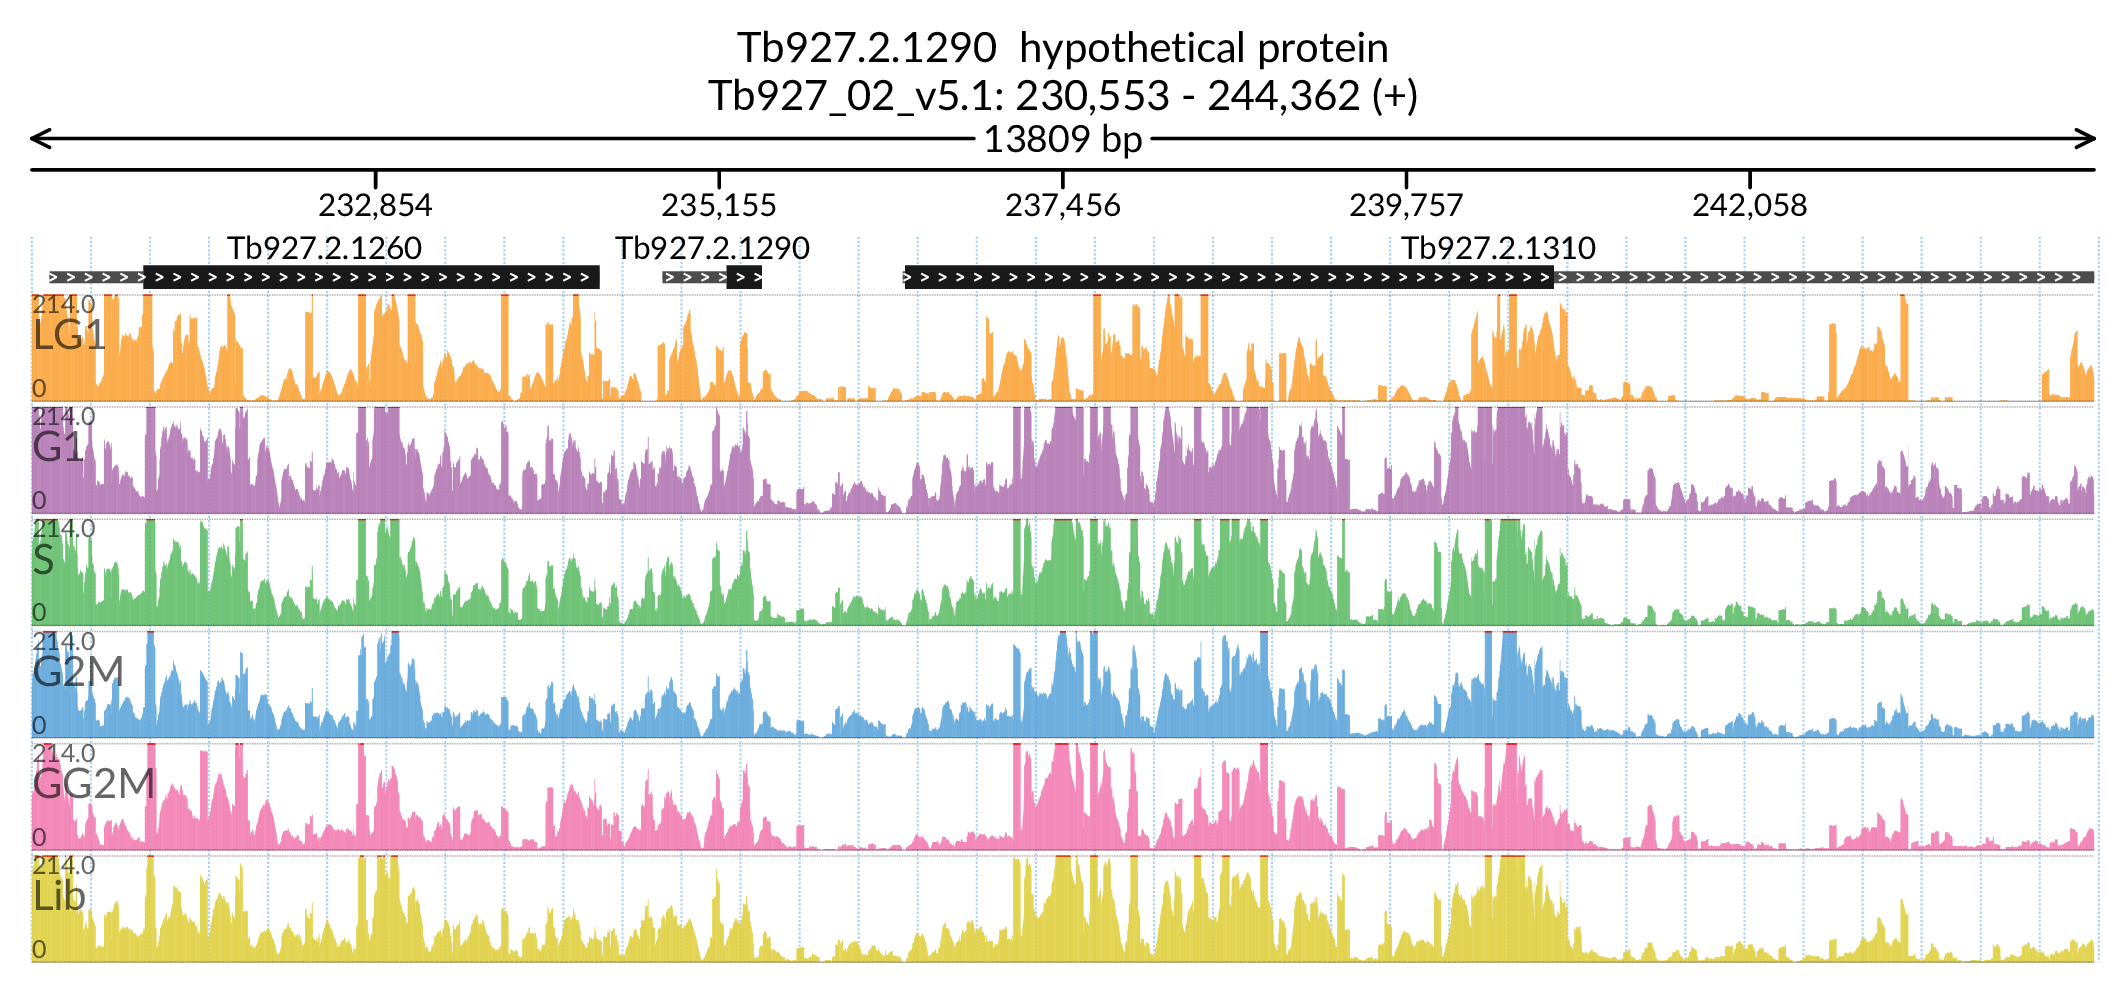 Tb927.2.1290  hypothetical protein
Tb927_02_v5.1: 230,553 - 244,362 (+)
13809 bp
232,854 235,155 237,456 239,757 242,058
Tb927.2.1260 Tb927.2.1290 Tb927.2.1310
214.0
LG1
0
214.0
G1
0
214.0
S
0
214.0
G2M
0
214.0
GG2M
0
214.0
Lib
0